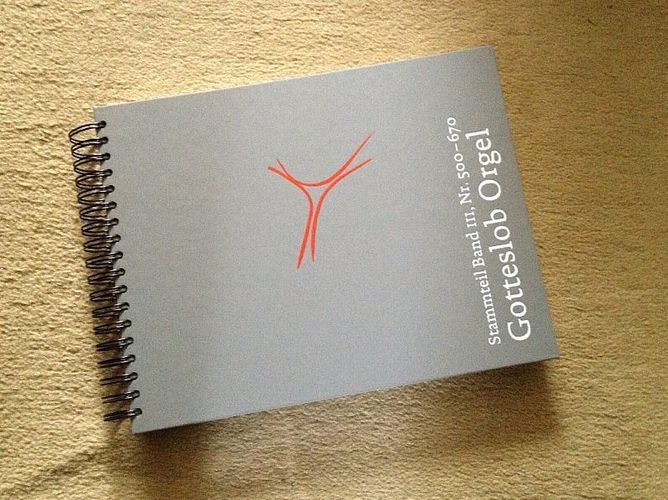 Stammteil Band III, Nr. 500–670
Gotteslob Orgel